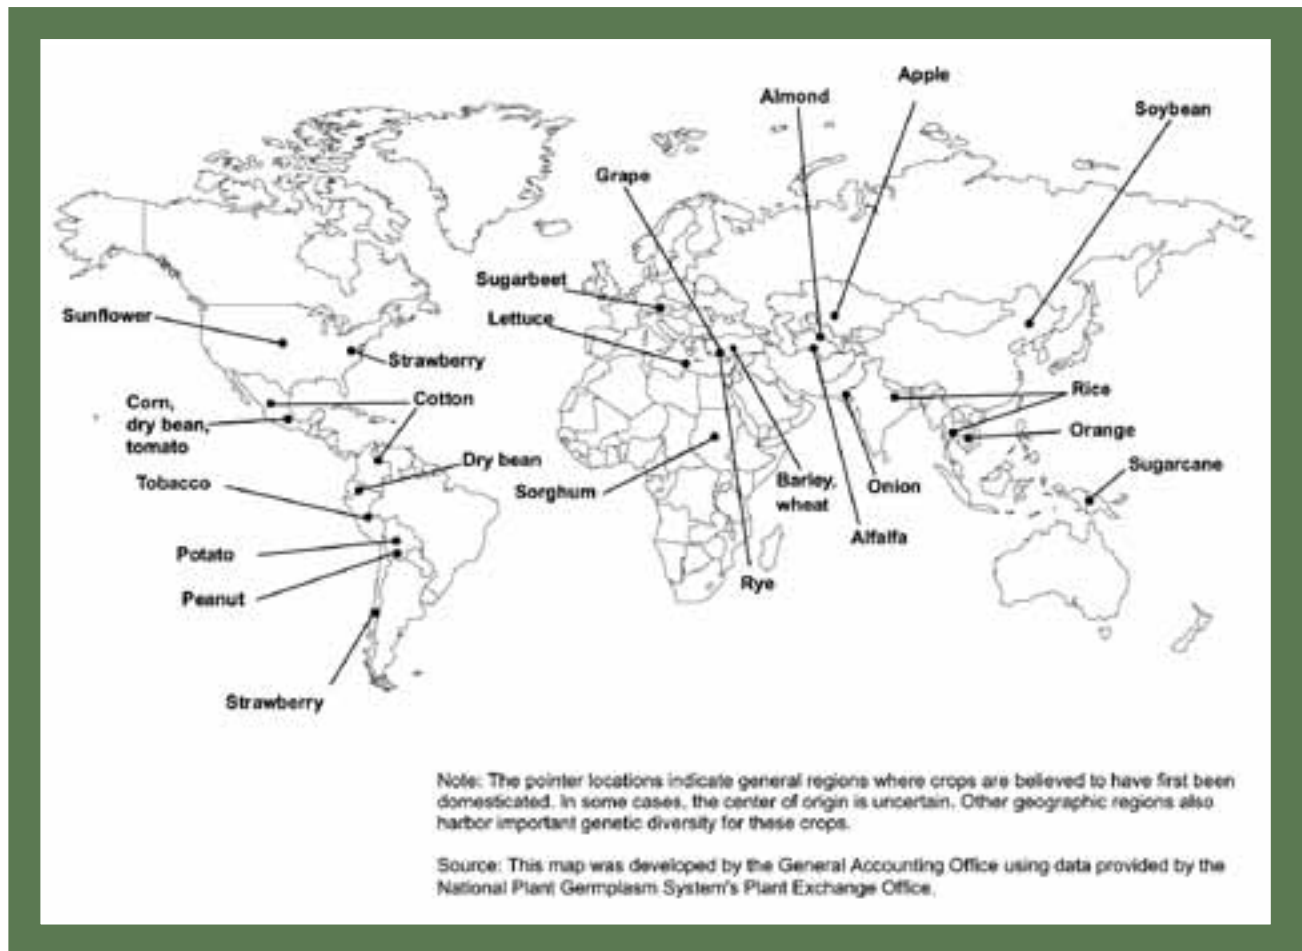 Apple
Almond
Soybean
Grape
Sugarbeet
Sunflower
Lettuce
Strawberry
Corn,
dry bean,
tomato
Cotton
Rice
Orange
Dry bean
Sugarcane
Tobacco
Sorghum
Barley,
wheat
Onion
Alfalfa
Potato
Rye
Peanut
Strawberry
Note: The pointer locations indicate general regions where crops are believed to have first been
domesticated. In some cases, the center of origin is uncertain. Other geographic regions also
harbor important genetic diversity for these crops.
Source: This map was developed by the General Accounting Office using data provided by the
National Plant Germplasm System's Plant Exchange Office.